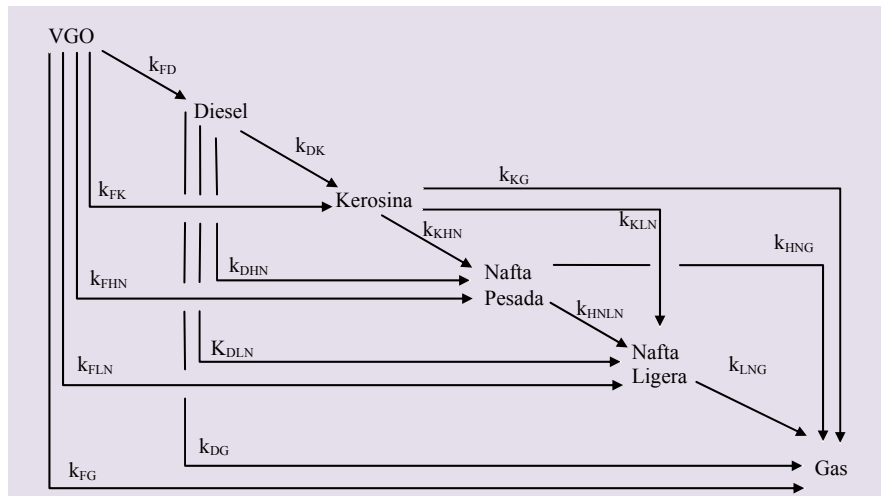 VGO
k_FD
Diesel
k_DK
k_KG
k_FK
Kerosina
k_KLN
k_KHN
k_HNG
k_DHN
Nafta
Pesada
k_FHN
k_HNLN
K_DLN
Nafta
Ligera
k_FLN
k_LNG
k_DG
Gas
k_FG